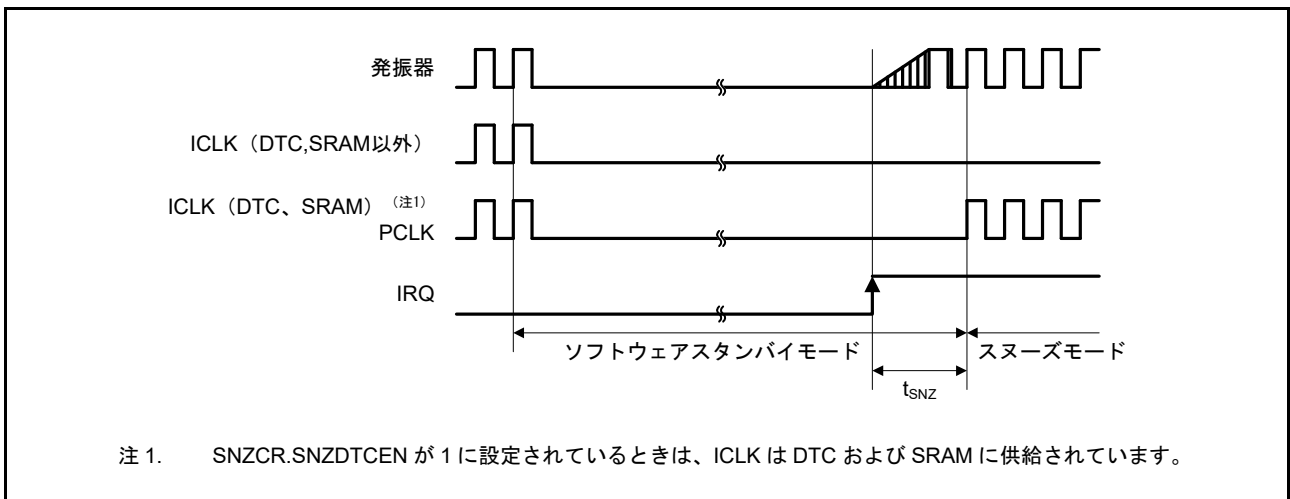 発振器
ICLK（DTC,SRAM以外）
ICLK（DTC、SRAM）（注1）
PCLK
IRQ
ソフトウェアスタンバイモード
スヌーズモード
tSNZ
注 1. SNZCR.SNZDTCEN が 1 に設定されているときは、ICLK は DTC および SRAM に供給されています。